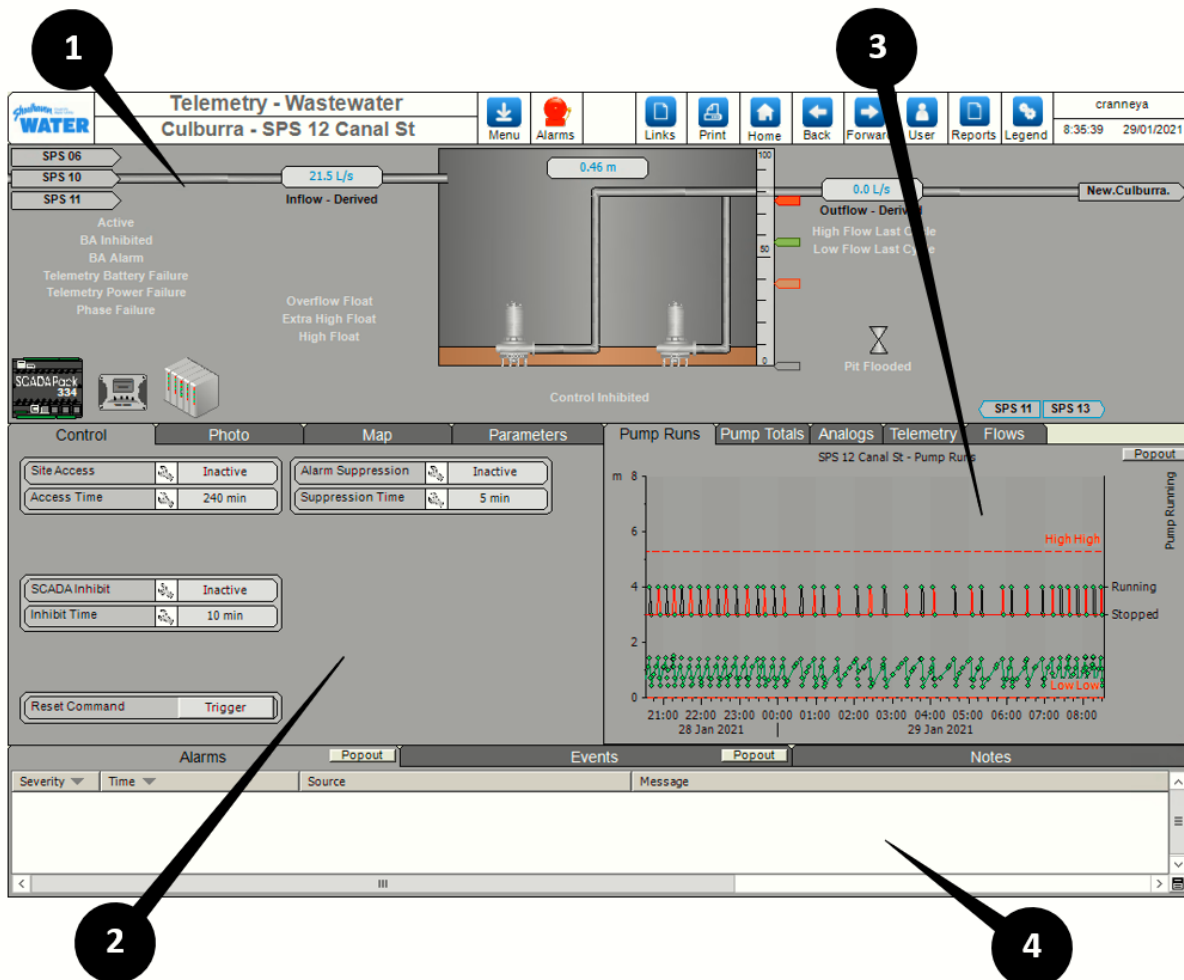 1
3
Shoalhaven
WATER
Telemetry - Wastewater
Culburra - SPS 12 Canal St
Menu
Alarms
Links
Print
Home
Back
Forward
User
Reports
Legend
cranneya
8:35:39 29/01/2021
SPS 06
SPS 10
SPS 11
21.5 L/s
Inflow - Derived
0.46 m
100
50
0
0.0 L/s
Outflow - Derived
New.Culburra.
High Flow Last Cycle
Low Flow Last Cycle
Active
BA Inhibited
BA Alarm
Telemetry Battery Failure
Telemetry Power Failure
Phase Failure
Overflow Float
Extra High Float
High Float
Pit Flooded
SCADAPack
334
Control Inhibited
SPS 11
SPS 13
Control
Photo
Map
Parameters
Site Access Inactive
Access Time 240 min
Alarm Suppression Inactive
Suppression Time 5 min
SCADA Inhibit Inactive
Inhibit Time 10 min
Reset Command Trigger
Pump Runs
Pump Totals
Analogs
Telemetry
Flows
SPS 12 Canal St - Pump Runs
Popout
m 8
6
4
2
0
High High
Running
Stopped
Low Low
Pump Running
21:00 22:00 23:00 00:00 01:00 02:00 03:00 04:00 05:00 06:00 07:00 08:00
28 Jan 2021 29 Jan 2021
Alarms Popout
Events Popout
Notes
Severity Time Source Message
2
4